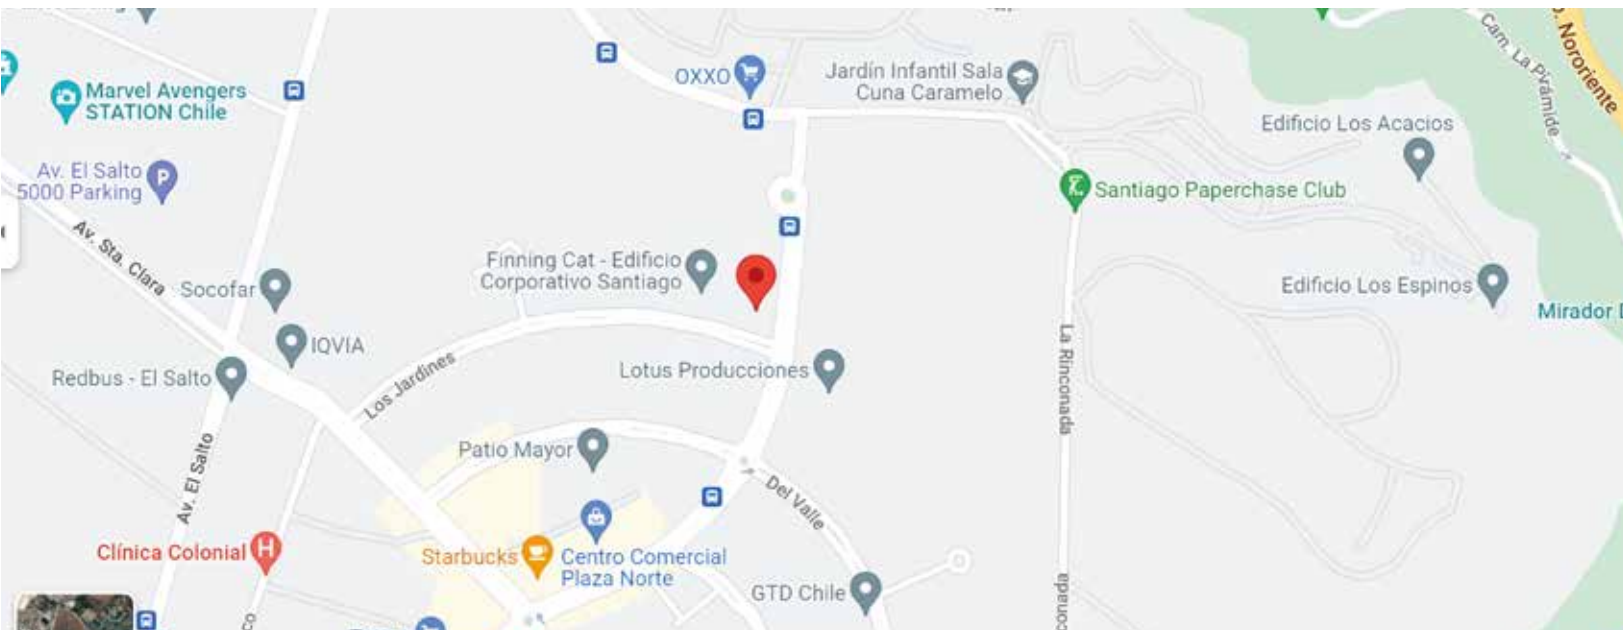 OXXO
Jardín Infantil Sala
Cuna Caramelo
Cam. La Pirámide
Nororiente
Marvel Avengers
STATION Chile
Edificio Los Acacios
Av. El Salto
5000 Parking
Santiago Paperchase Club
Av. Sta. Clara
Finning Cat - Edificio
Corporativo Santiago
Socofar
Edificio Los Espinos
Mirador
IQVIA
Redbus - El Salto
Los Jardines
Lotus Producciones
La Rinconada
Patio Mayor
Av. El Salto
Del Valle
Clínica Colonial
H
Starbucks
Centro Comercial
Plaza Norte
GTD Chile
P